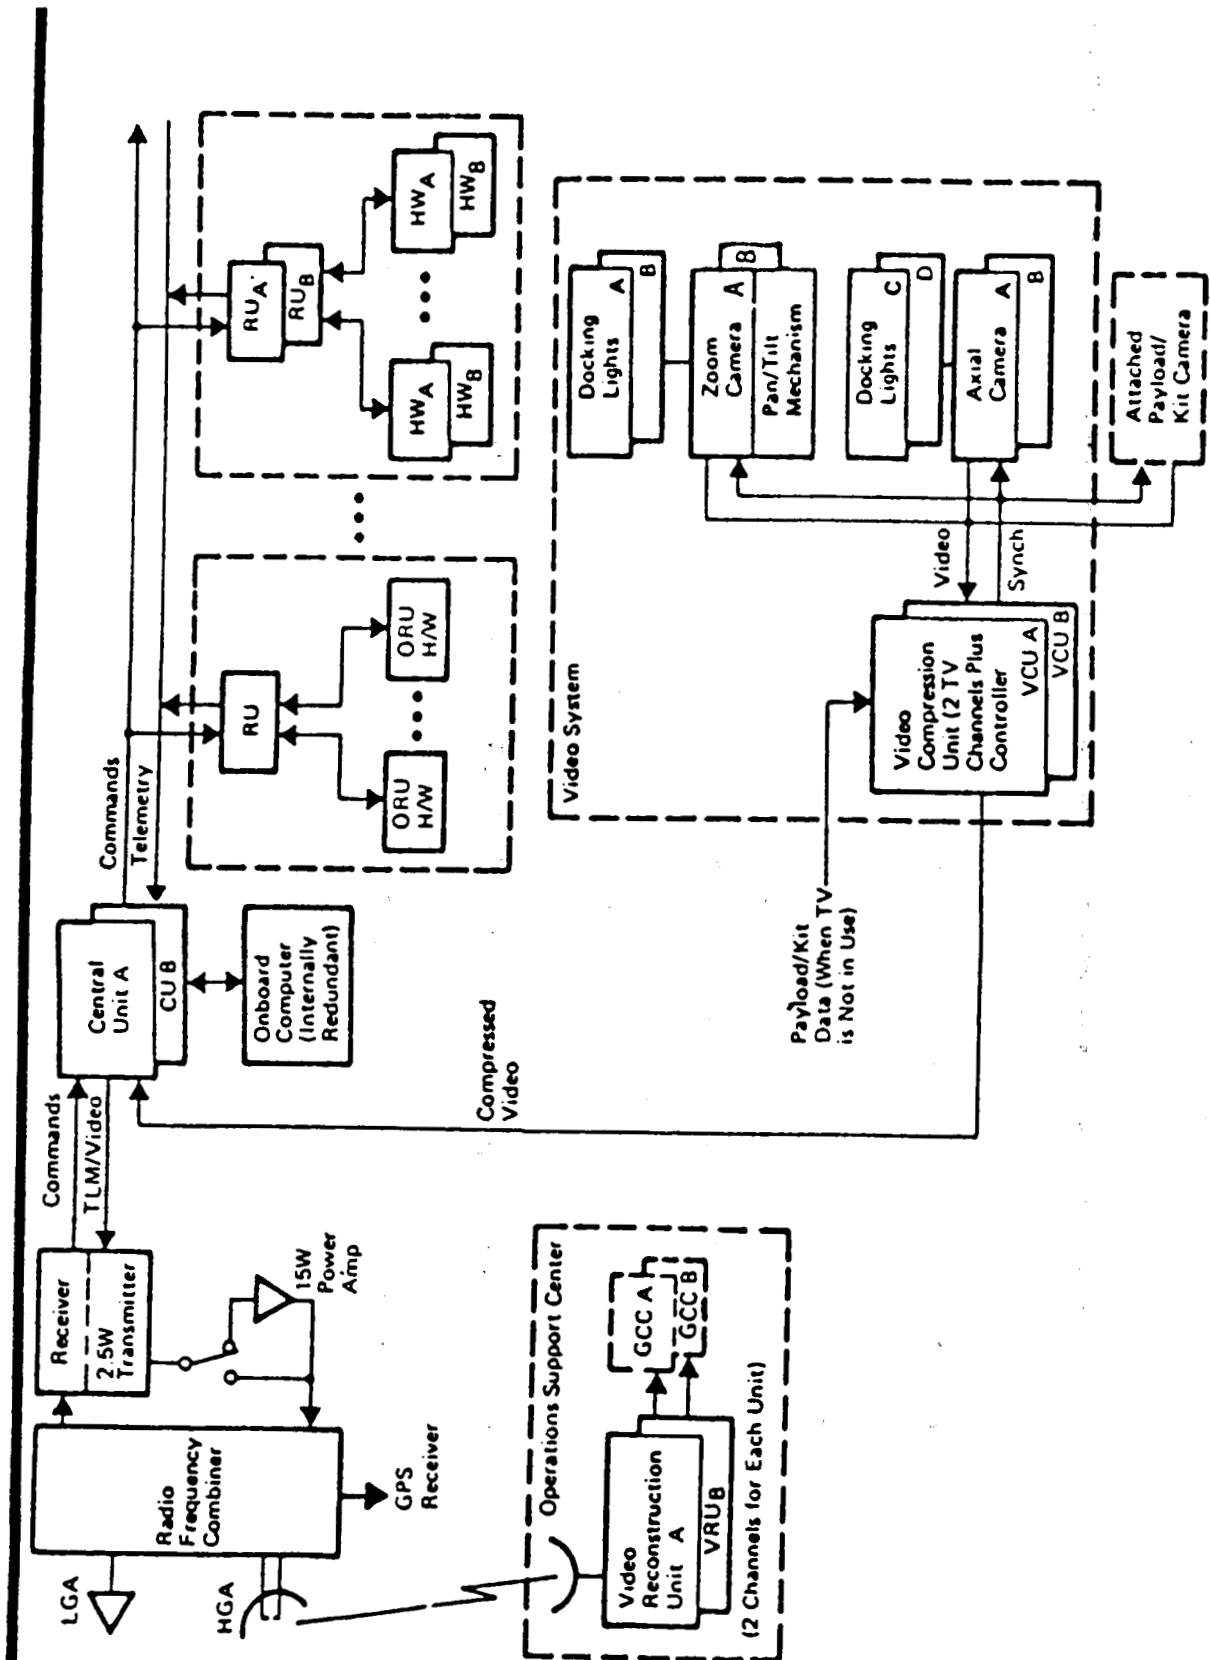 LGA
HGA
Radio
Frequency
Combiner
GPS
Receiver
Receiver
2.5W
Transmitter
15W
Power
Amp
Commands
TLM/Video
Central
Unit A
CU B
Onboard
Computer
(Internally
Redundant)
Commands
Telemetry
RU
ORU
H/W
ORU
H/W
RUA
RUB
HWA
HWB
HWA
HWB
Compressed
Video
Operations Support Center
Video
Reconstruction
Unit A
VRUB
GCC A
GCC B
(2 Channels for Each Unit)
Payload/Kit
Data (When TV
is Not in Use)
Video System
Video
Compression
Unit (2 TV
Channels Plus
Controller
VCU A
VCU B
Video
Synch
Docking
Lights A
B
Zoom
Camera A
B
Pan/Tilt
Mechanism
Docking
Lights C
D
Axial
Camera A
B
Attached
Payload/
Kit Camera